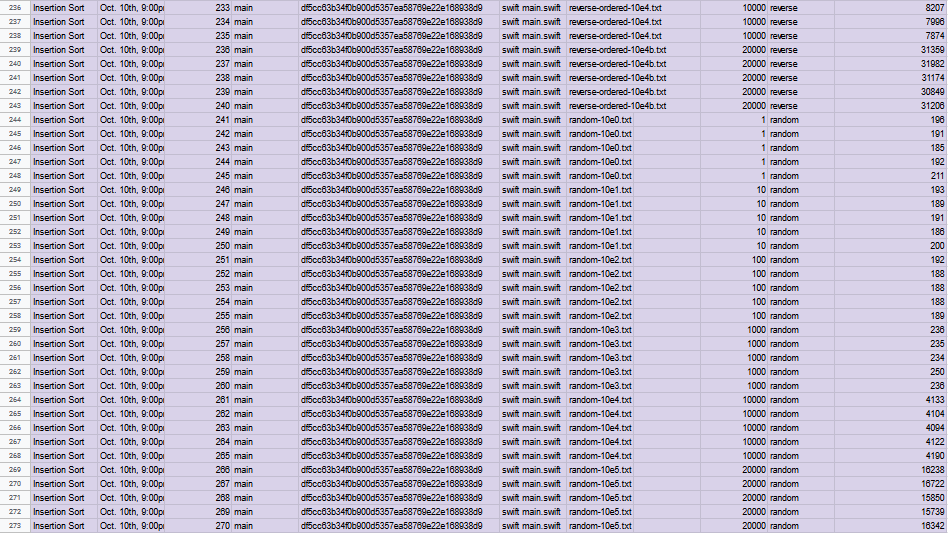 236 Insertion Sort Oct. 10th, 9:00p 233 main df5cc63b34f0b900d5357ea58769e22e168938d9 swift main.swift reverse-ordered-10e4.txt 10000 reverse 8207
237 Insertion Sort Oct. 10th, 9:00p 234 main df5cc63b34f0b900d5357ea58769e22e168938d9 swift main.swift reverse-ordered-10e4.txt 10000 reverse 7996
238 Insertion Sort Oct. 10th, 9:00p 235 main df5cc63b34f0b900d5357ea58769e22e168938d9 swift main.swift reverse-ordered-10e4.txt 10000 reverse 7874
239 Insertion Sort Oct. 10th, 9:00p 236 main df5cc63b34f0b900d5357ea58769e22e168938d9 swift main.swift reverse-ordered-10e4b.txt 20000 reverse 31359
240 Insertion Sort Oct. 10th, 9:00p 237 main df5cc63b34f0b900d5357ea58769e22e168938d9 swift main.swift reverse-ordered-10e4b.txt 20000 reverse 31982
241 Insertion Sort Oct. 10th, 9:00p 238 main df5cc63b34f0b900d5357ea58769e22e168938d9 swift main.swift reverse-ordered-10e4b.txt 20000 reverse 31174
242 Insertion Sort Oct. 10th, 9:00p 239 main df5cc63b34f0b900d5357ea58769e22e168938d9 swift main.swift reverse-ordered-10e4b.txt 20000 reverse 30849
243 Insertion Sort Oct. 10th, 9:00p 240 main df5cc63b34f0b900d5357ea58769e22e168938d9 swift main.swift reverse-ordered-10e4b.txt 20000 reverse 31206
244 Insertion Sort Oct. 10th, 9:00p 241 main df5cc63b34f0b900d5357ea58769e22e168938d9 swift main.swift random-10e0.txt 1 random 196
245 Insertion Sort Oct. 10th, 9:00p 242 main df5cc63b34f0b900d5357ea58769e22e168938d9 swift main.swift random-10e0.txt 1 random 191
246 Insertion Sort Oct. 10th, 9:00p 243 main df5cc63b34f0b900d5357ea58769e22e168938d9 swift main.swift random-10e0.txt 1 random 185
247 Insertion Sort Oct. 10th, 9:00p 244 main df5cc63b34f0b900d5357ea58769e22e168938d9 swift main.swift random-10e0.txt 1 random 192
248 Insertion Sort Oct. 10th, 9:00p 245 main df5cc63b34f0b900d5357ea58769e22e168938d9 swift main.swift random-10e0.txt 1 random 211
249 Insertion Sort Oct. 10th, 9:00p 246 main df5cc63b34f0b900d5357ea58769e22e168938d9 swift main.swift random-10e1.txt 10 random 193
250 Insertion Sort Oct. 10th, 9:00p 247 main df5cc63b34f0b900d5357ea58769e22e168938d9 swift main.swift random-10e1.txt 10 random 189
251 Insertion Sort Oct. 10th, 9:00p 248 main df5cc63b34f0b900d5357ea58769e22e168938d9 swift main.swift random-10e1.txt 10 random 191
252 Insertion Sort Oct. 10th, 9:00p 249 main df5cc63b34f0b900d5357ea58769e22e168938d9 swift main.swift random-10e1.txt 10 random 186
253 Insertion Sort Oct. 10th, 9:00p 250 main df5cc63b34f0b900d5357ea58769e22e168938d9 swift main.swift random-10e1.txt 10 random 200
254 Insertion Sort Oct. 10th, 9:00p 251 main df5cc63b34f0b900d5357ea58769e22e168938d9 swift main.swift random-10e2.txt 100 random 192
255 Insertion Sort Oct. 10th, 9:00p 252 main df5cc63b34f0b900d5357ea58769e22e168938d9 swift main.swift random-10e2.txt 100 random 188
256 Insertion Sort Oct. 10th, 9:00p 253 main df5cc63b34f0b900d5357ea58769e22e168938d9 swift main.swift random-10e2.txt 100 random 188
257 Insertion Sort Oct. 10th, 9:00p 254 main df5cc63b34f0b900d5357ea58769e22e168938d9 swift main.swift random-10e2.txt 100 random 188
258 Insertion Sort Oct. 10th, 9:00p 255 main df5cc63b34f0b900d5357ea58769e22e168938d9 swift main.swift random-10e2.txt 100 random 189
259 Insertion Sort Oct. 10th, 9:00p 256 main df5cc63b34f0b900d5357ea58769e22e168938d9 swift main.swift random-10e3.txt 1000 random 236
260 Insertion Sort Oct. 10th, 9:00p 257 main df5cc63b34f0b900d5357ea58769e22e168938d9 swift main.swift random-10e3.txt 1000 random 235
261 Insertion Sort Oct. 10th, 9:00p 258 main df5cc63b34f0b900d5357ea58769e22e168938d9 swift main.swift random-10e3.txt 1000 random 234
262 Insertion Sort Oct. 10th, 9:00p 259 main df5cc63b34f0b900d5357ea58769e22e168938d9 swift main.swift random-10e3.txt 1000 random 250
263 Insertion Sort Oct. 10th, 9:00p 260 main df5cc63b34f0b900d5357ea58769e22e168938d9 swift main.swift random-10e3.txt 1000 random 236
264 Insertion Sort Oct. 10th, 9:00p 261 main df5cc63b34f0b900d5357ea58769e22e168938d9 swift main.swift random-10e4.txt 10000 random 4133
265 Insertion Sort Oct. 10th, 9:00p 262 main df5cc63b34f0b900d5357ea58769e22e168938d9 swift main.swift random-10e4.txt 10000 random 4104
266 Insertion Sort Oct. 10th, 9:00p 263 main df5cc63b34f0b900d5357ea58769e22e168938d9 swift main.swift random-10e4.txt 10000 random 4094
267 Insertion Sort Oct. 10th, 9:00p 264 main df5cc63b34f0b900d5357ea58769e22e168938d9 swift main.swift random-10e4.txt 10000 random 4122
268 Insertion Sort Oct. 10th, 9:00p 265 main df5cc63b34f0b900d5357ea58769e22e168938d9 swift main.swift random-10e4.txt 10000 random 4190
269 Insertion Sort Oct. 10th, 9:00p 266 main df5cc63b34f0b900d5357ea58769e22e168938d9 swift main.swift random-10e5.txt 20000 random 16238
270 Insertion Sort Oct. 10th, 9:00p 267 main df5cc63b34f0b900d5357ea58769e22e168938d9 swift main.swift random-10e5.txt 20000 random 16722
271 Insertion Sort Oct. 10th, 9:00p 268 main df5cc63b34f0b900d5357ea58769e22e168938d9 swift main.swift random-10e5.txt 20000 random 15850
272 Insertion Sort Oct. 10th, 9:00p 269 main df5cc63b34f0b900d5357ea58769e22e168938d9 swift main.swift random-10e5.txt 20000 random 15739
273 Insertion Sort Oct. 10th, 9:00p 270 main df5cc63b34f0b900d5357ea58769e22e168938d9 swift main.swift random-10e5.txt 20000 random 16342